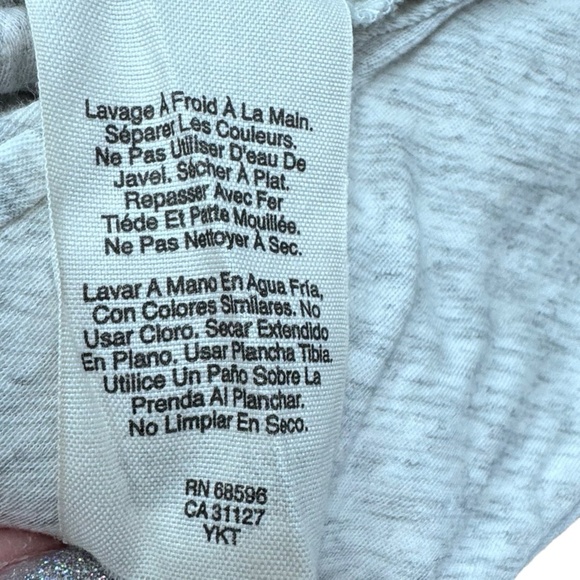 Lavage À Froid À La Main.
Séparer Les Couleurs.
Ne Pas Utiliser D'eau De
Javel. Sécher À Plat.
Repasser Avec Fer
Tiéde Et Patte Mouillée.
Ne Pas Nettoyer À Sec.
Lavar A Mano En Agua Fría,
Con Colores Similares. No
Usar Cloro. Secar Extendido
En Plano. Usar Plancha Tibia.
Utilice Un Paño Sobre La
Prenda Al Planchar.
No Limpiar En Seco.
RN 68596
CA 31127
YKT